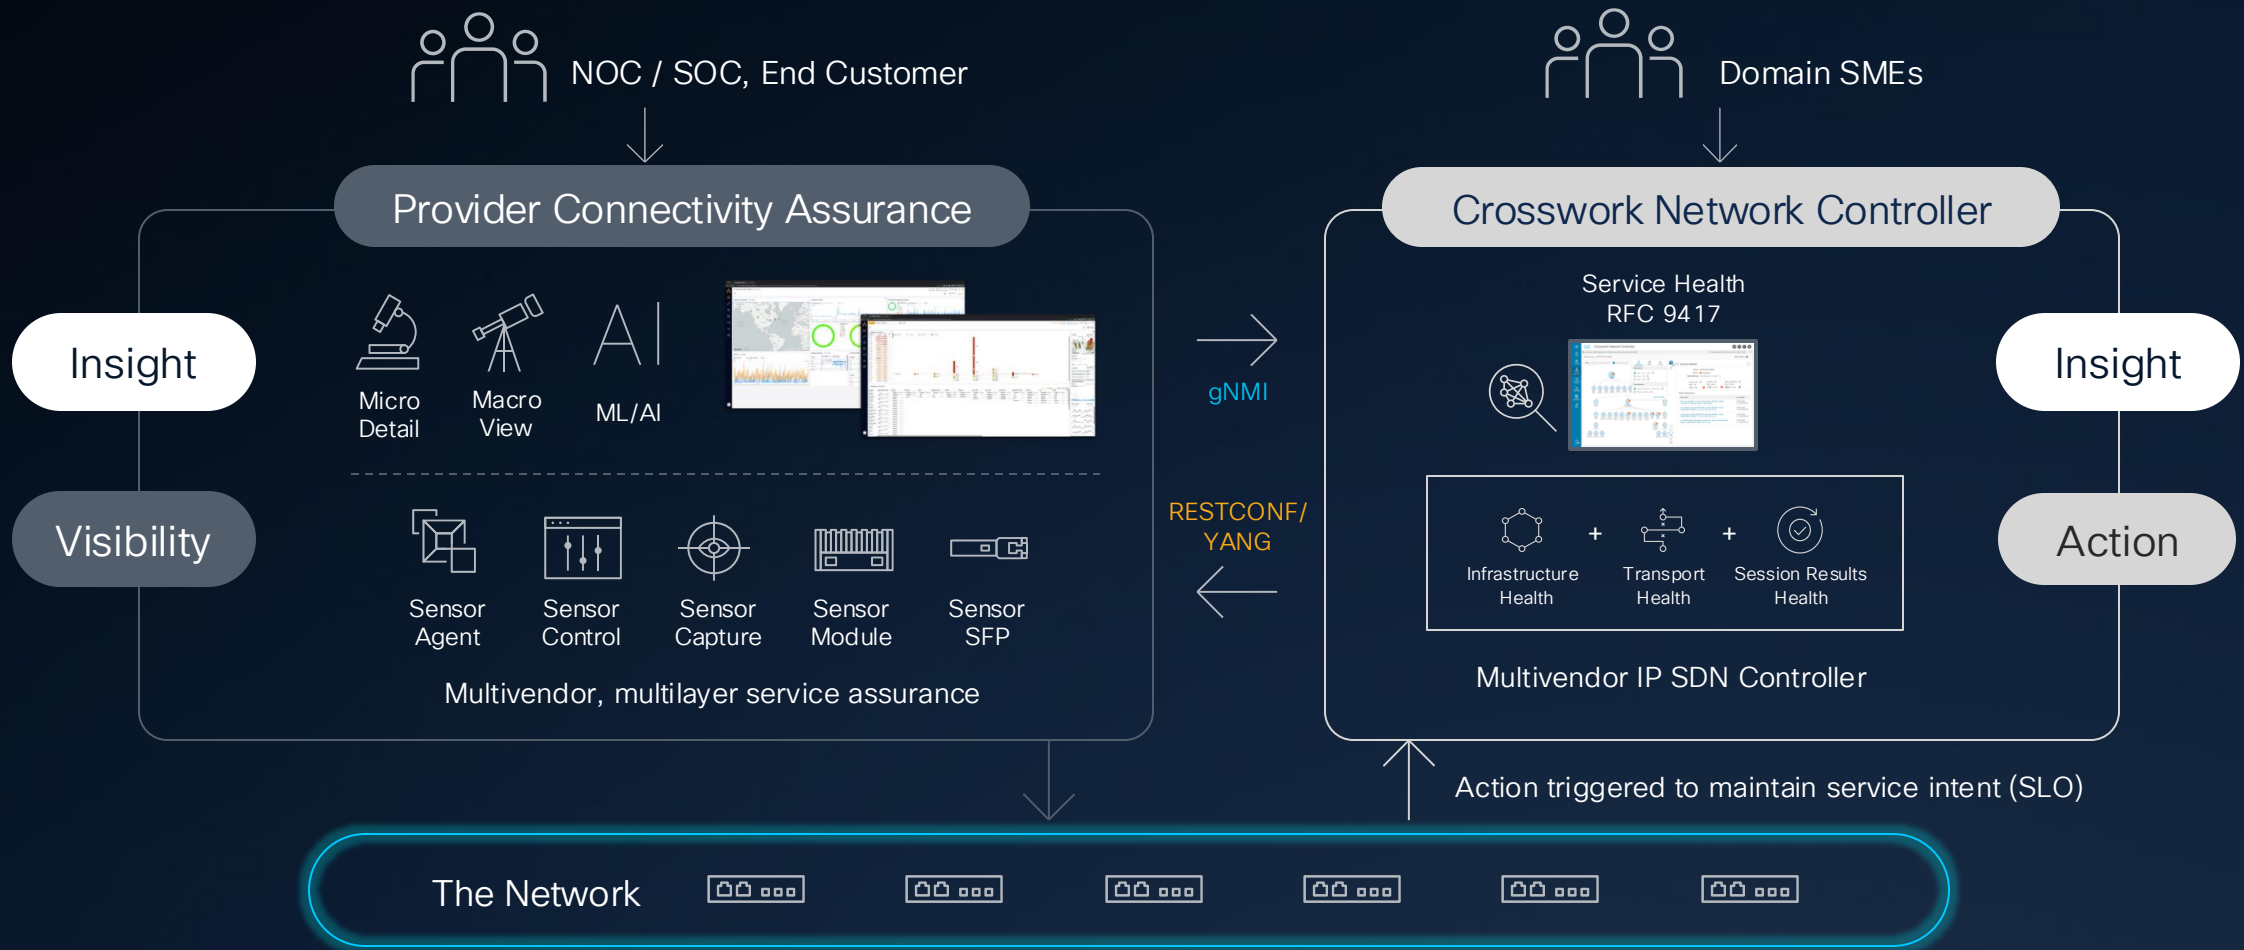 NOC / SOC, End Customer
Domain SMEs
Provider Connectivity Assurance
Crosswork Network Controller
Insight
Visibility
Micro
Detail
Macro
View
AI
ML/AI
Sensor
Agent
Sensor
Control
Sensor
Capture
Sensor
Module
Sensor
SFP
Multivendor, multilayer service assurance
gNMI
RESTCONF/
YANG
Service Health
RFC 9417
Infrastructure
Health
+
Transport
Health
+
Session Results
Health
Multivendor IP SDN Controller
Insight
Action
Action triggered to maintain service intent (SLO)
The Network